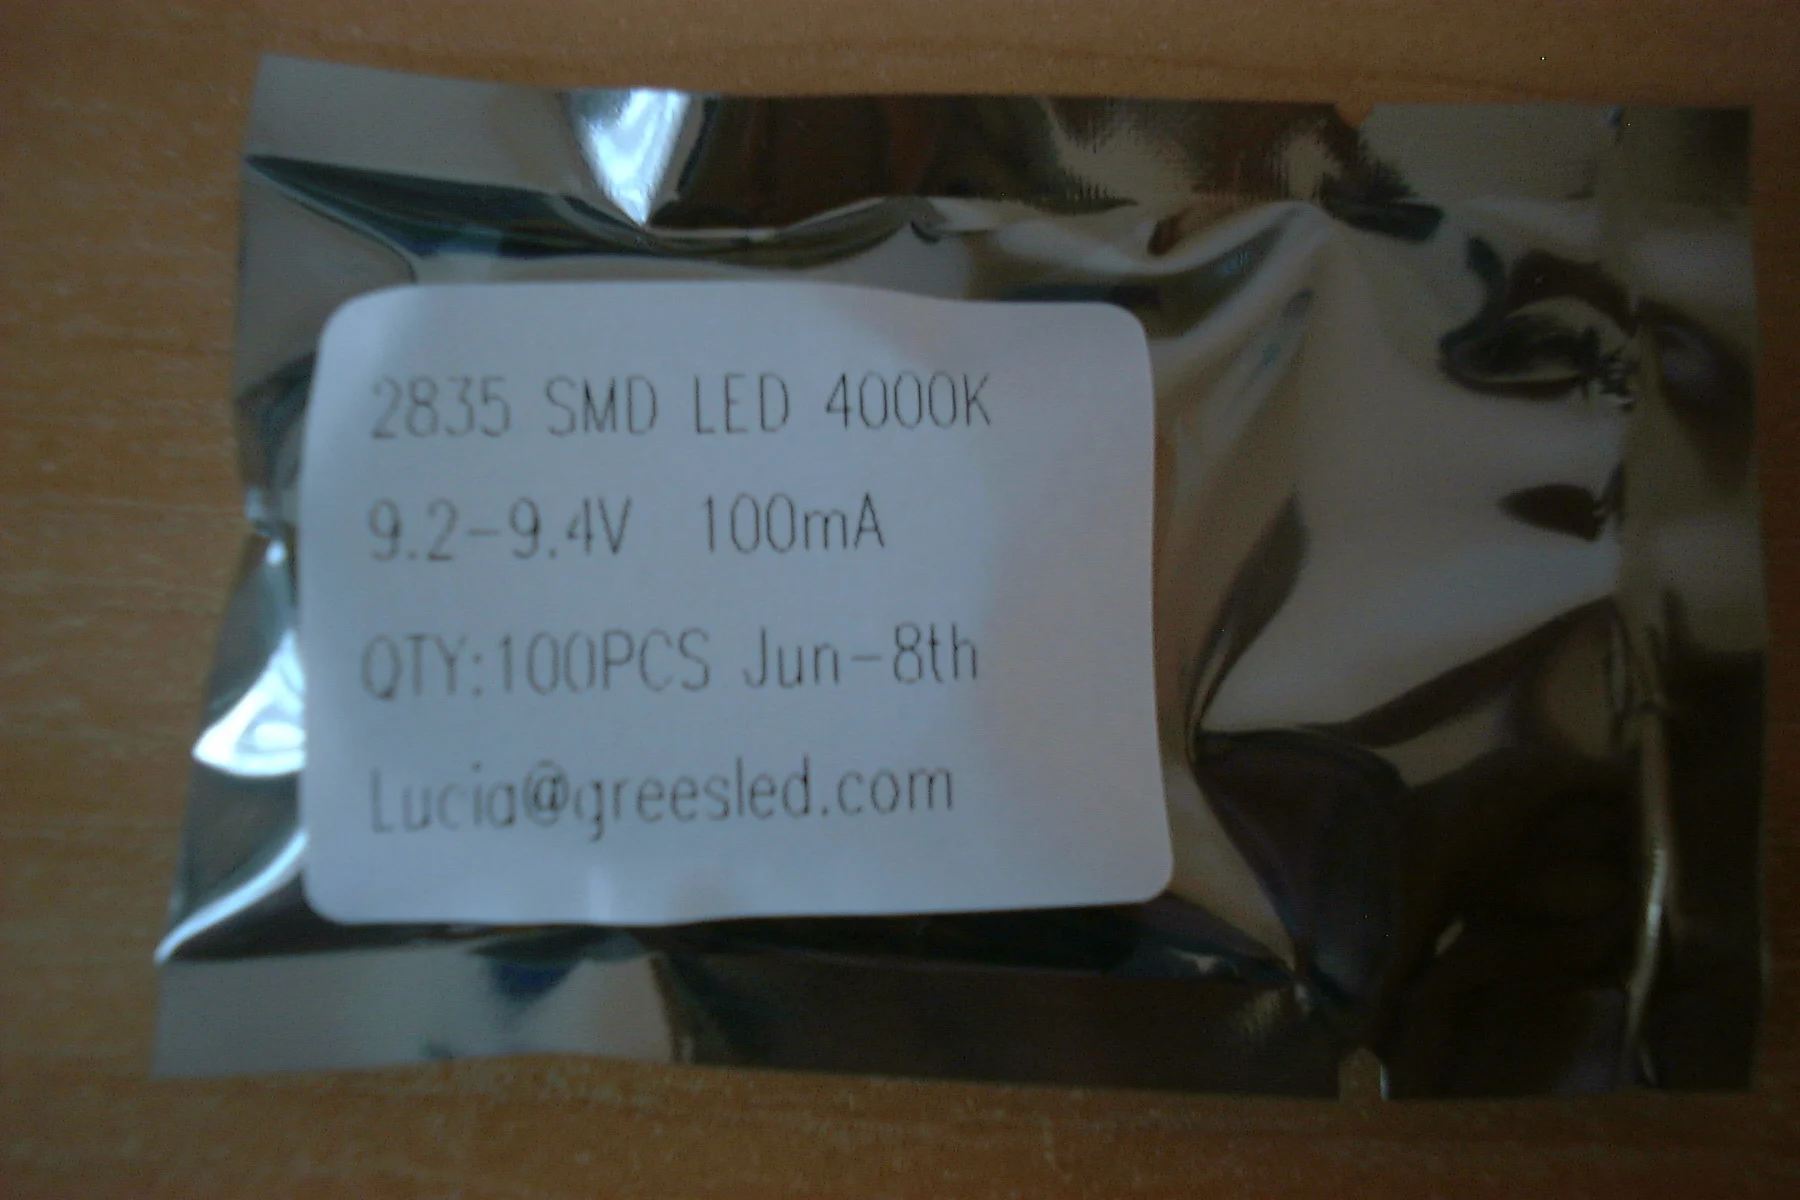 2835 SMD LED 4000K
9.2-9.4V 100mA
QTY:100PCS Jun-8th
Lucia@greesled.com